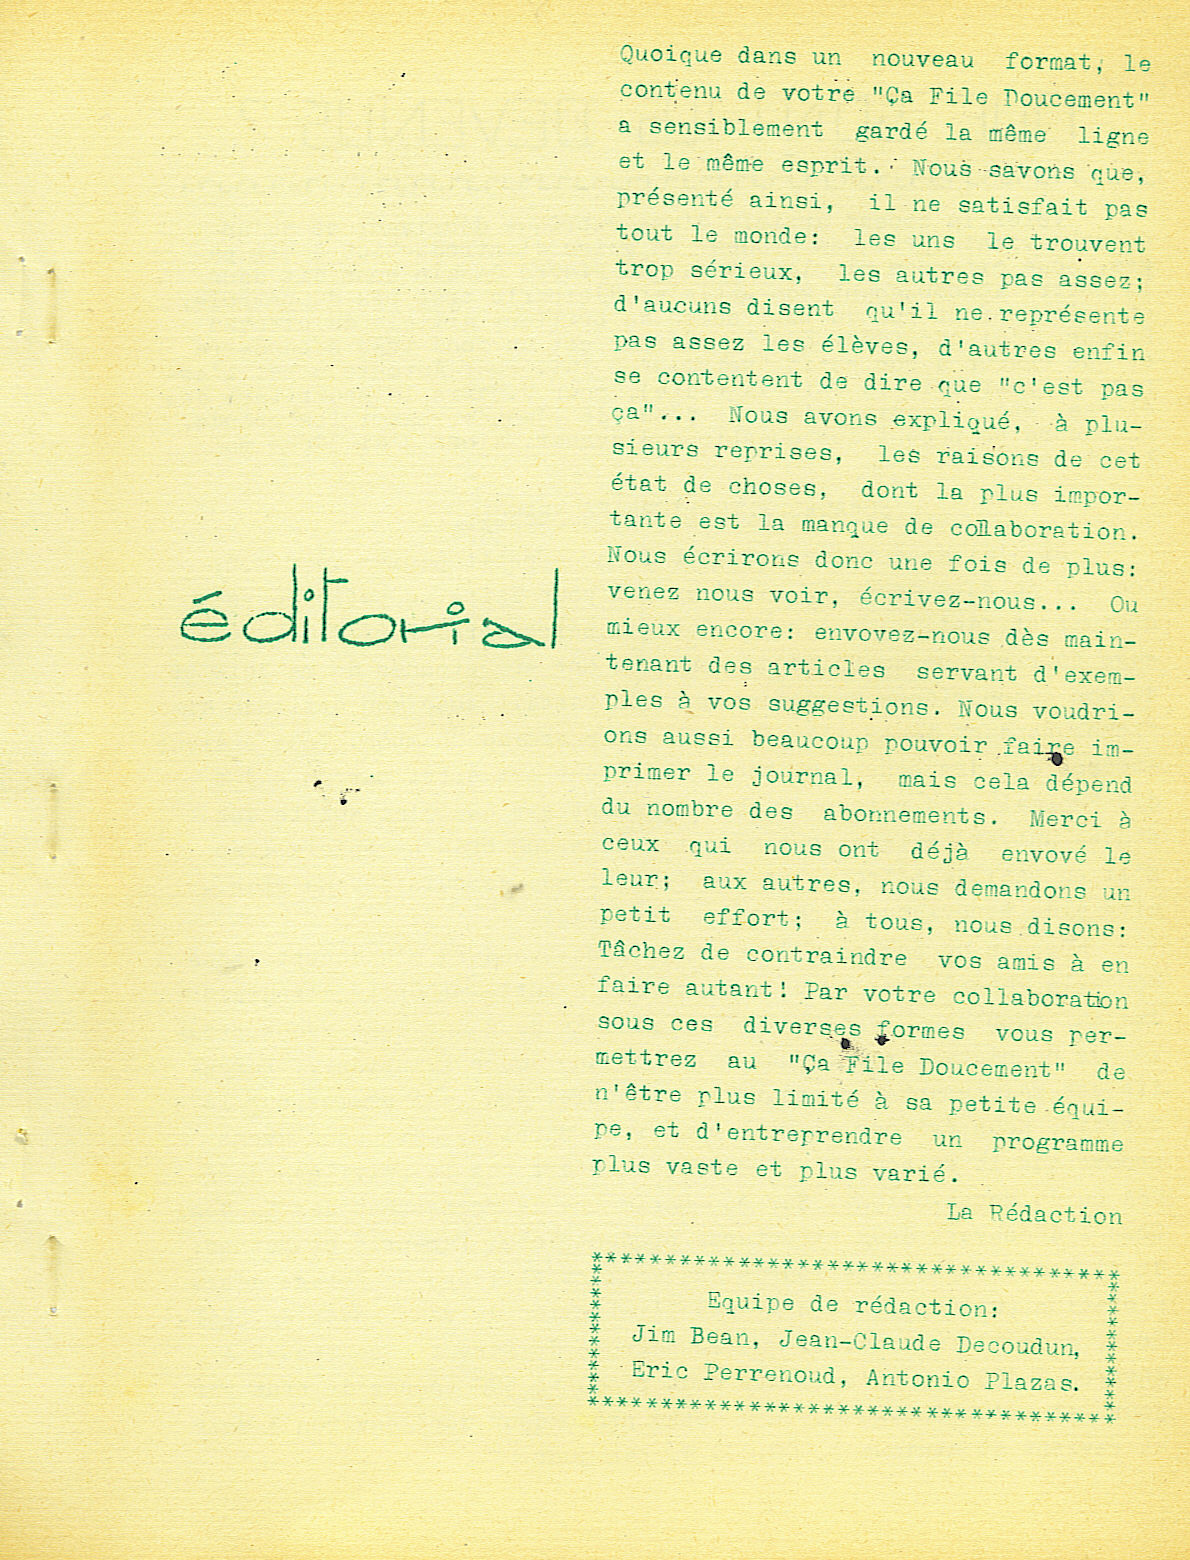 éditorial
Quoique dans un nouveau format, le
contenu de votre "Ça File Doucement"
a sensiblement gardé la même ligne
et le même esprit. Nous savons que,
présenté ainsi, il ne satisfait pas
tout le monde: les uns le trouvent
trop sérieux, les autres pas assez;
d'aucuns disent qu'il ne représente
pas assez les élèves, d'autres enfin
se contentent de dire que "c'est pas
ça"... Nous avons expliqué, à plu-
sieurs reprises, les raisons de cet
état de choses, dont la plus impor-
tante est la manque de collaboration.
Nous écrirons donc une fois de plus:
venez nous voir, écrivez-nous... Ou
mieux encore: envoyez-nous dès main-
tenant des articles servant d'exem-
ples à vos suggestions. Nous voudri-
ons aussi beaucoup pouvoir faire im-
primer le journal, mais cela dépend
du nombre des abonnements. Merci à
ceux qui nous ont déjà envoyé le
leur; aux autres, nous demandons un
petit effort; à tous, nous disons:
Tâchez de contraindre vos amis à en
faire autant! Par votre collaboration
sous ces diverses formes vous per-
mettrez au "Ça File Doucement" de
n'être plus limité à sa petite équi-
pe, et d'entreprendre un programme
plus vaste et plus varié.
La Rédaction
Equipe de rédaction:
Jim Bean, Jean-Claude Decoudun,
Eric Perrenoud, Antonio Plazas.